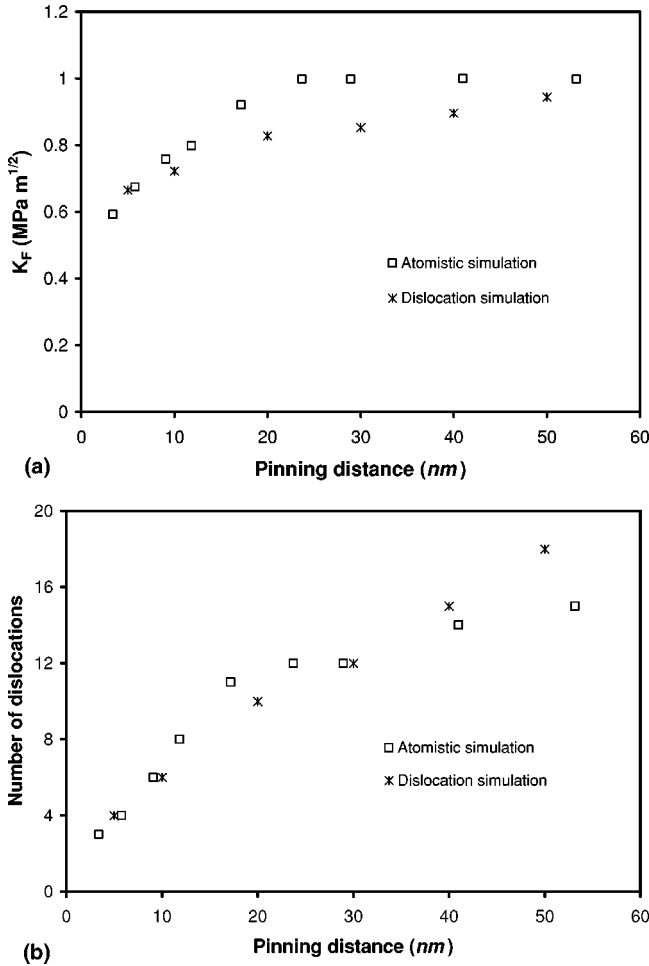 1.2
1
0.8
0.6
0.4
0.2
0
K_F (MPa m^1/2)
Atomistic simulation
Dislocation simulation
0 10 20 30 40 50 60
Pinning distance (nm)
(a)
20
16
12
8
4
0
Number of dislocations
Atomistic simulation
Dislocation simulation
0 10 20 30 40 50 60
Pinning distance (nm)
(b)